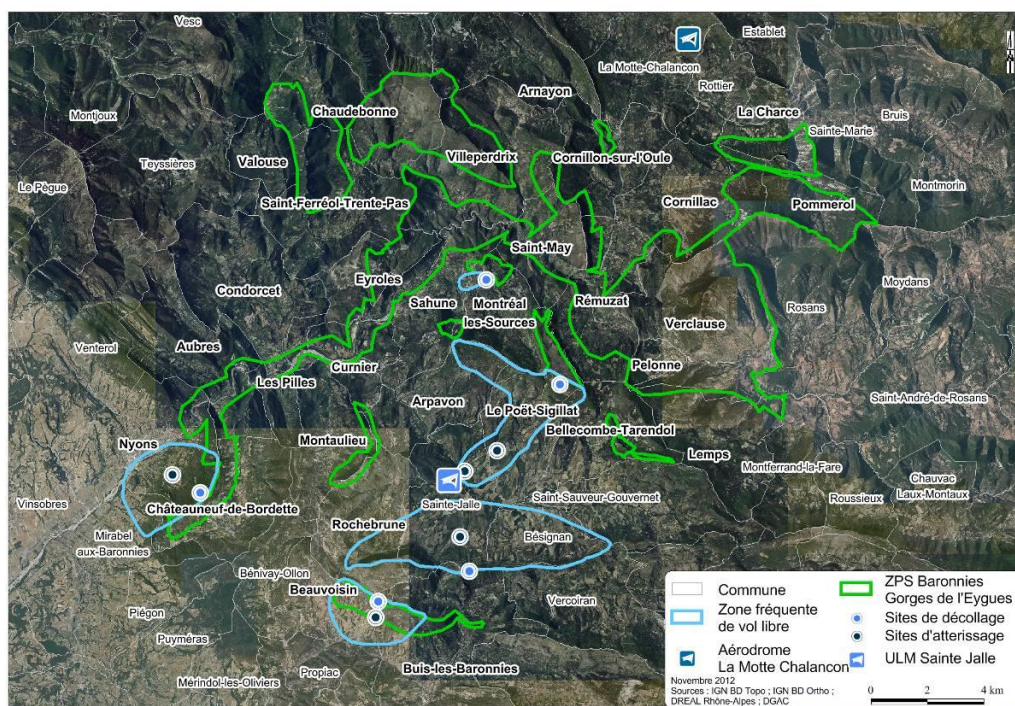 Vesc
Establet
La Motte-Chalancon
Rottier
Arnayon
Chaudebonne
La Charce
Bruis
Montjoux
Sainte-Marie
Teyssières
Valouse
Villeperdrix
Cornillon-sur-l'Oule
Le Pègue
Montmorin
Saint-Ferréol-Trente-Pas
Cornillac
Pommerol
Saint-May
Eyroles
Moydans
Condorcet
Sahune
Montréal
les-Sources
Rémuzat
Rosans
Verclause
Venterol
Aubres
Curnier
Pelonne
Les Pilles
Arpavon
Saint-André-de-Rosans
Le Poët-Sigillat
Bellecombe-Tarendol
Nyons
Montaulieu
Lemps
Montferrand-la-Fare
Chauvac
Laux-Montaux
Roussieux
Vinsobres
Châteauneuf-de-Bordette
Sainte-Jalle
Saint-Sauveur-Gouvernet
Rochebrune
Mirabel
aux-Baronnies
Bésignan
Bénivay-Ollon
Beauvoisin
Vercoiran
Piégon
Puyméras
Propiac
Buis-les-Baronnies
Mérindol-les-Oliviers
Commune
Zone fréquente
de vol libre
Aérodrome
La Motte Chalancon
ZPS Baronnies
Gorges de l'Eygues
Sites de décollage
Sites d'atterissage
ULM Sainte Jalle
Novembre 2012
Sources : IGN BD Topo ; IGN BD Ortho ;
DREAL Rhône-Alpes ; DGAC
0 2 4 km